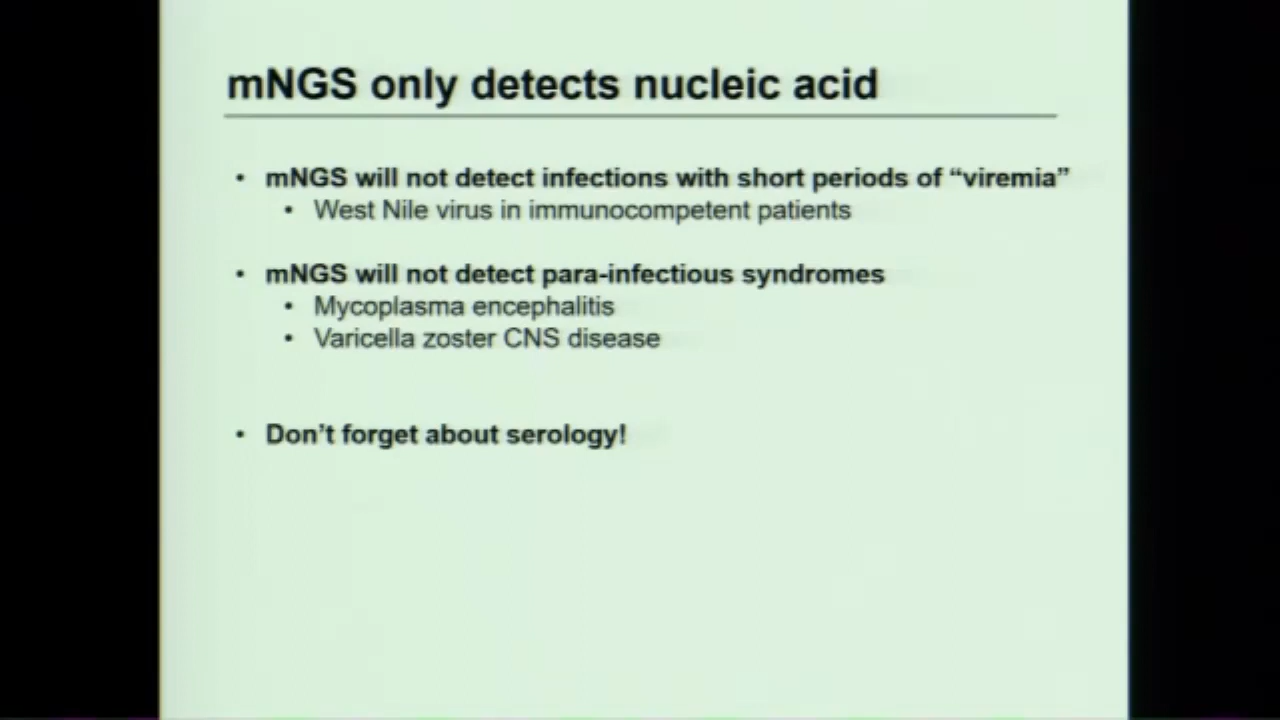 mNGS only detects nucleic acid
• mNGS will not detect infections with short periods of “viremia”
• West Nile virus in immunocompetent patients
• mNGS will not detect para-infectious syndromes
• Mycoplasma encephalitis
• Varicella zoster CNS disease
• Don’t forget about serology!